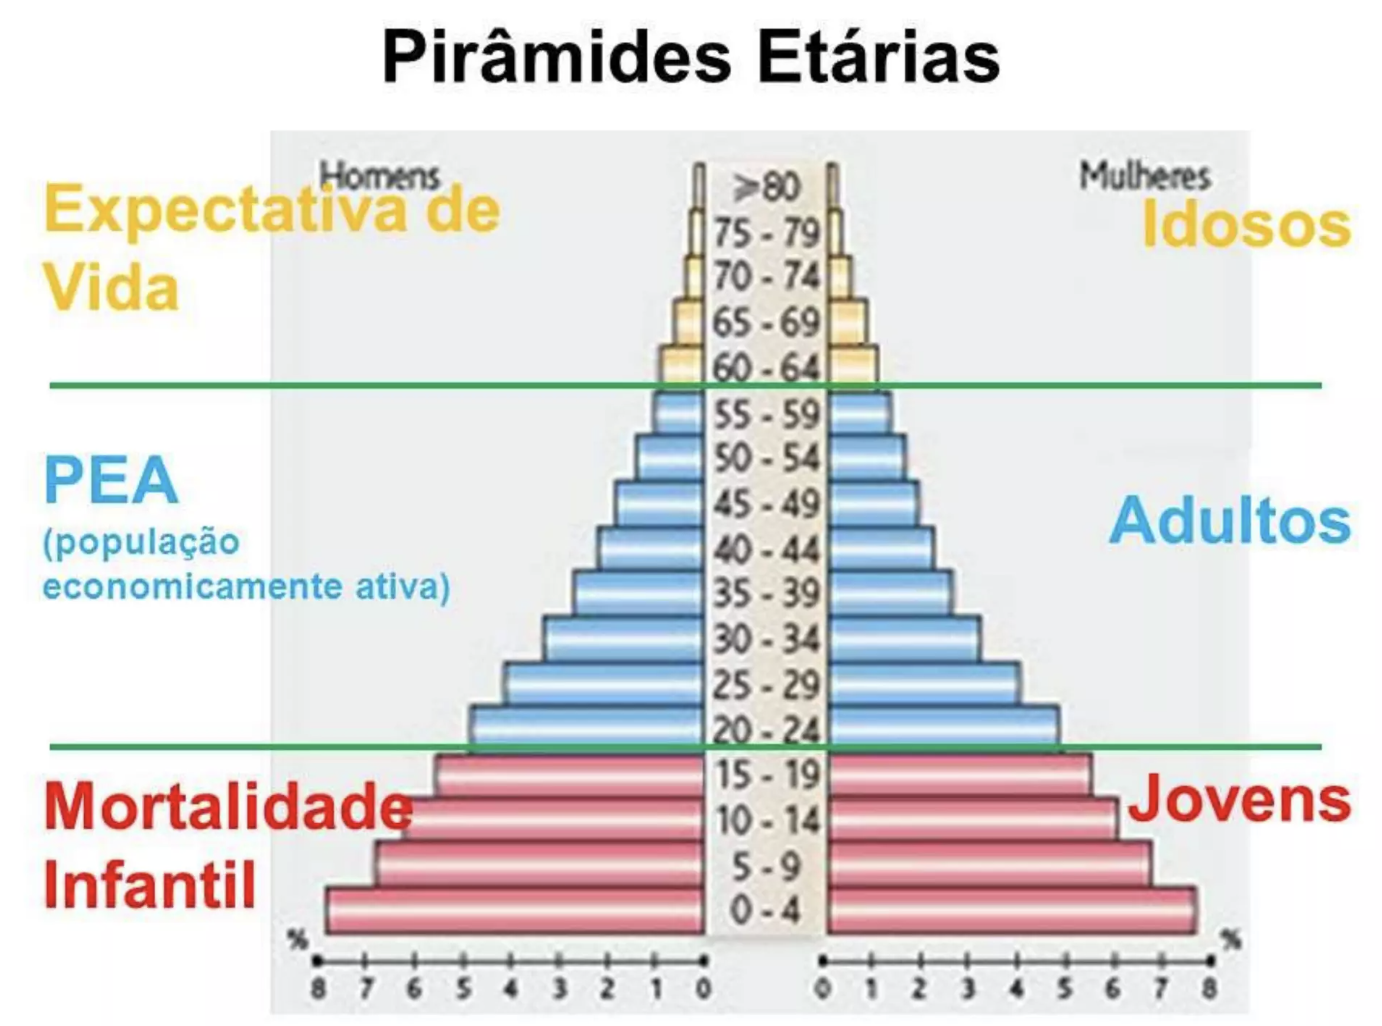 Pirâmides Etárias
Homens
Mulheres
Expectativa de
Vida
Idosos
PEA
(população
economicamente ativa)
Adultos
Mortalidade
Infantil
Jovens
⩾80
75 - 79
70 - 74
65 - 69
60 - 64
55 - 59
50 - 54
45 - 49
40 - 44
35 - 39
30 - 34
25 - 29
20 - 24
15 - 19
10 - 14
5 - 9
0 - 4
% %
8 7 6 5 4 3 2 1 0 0 1 2 3 4 5 6 7 8